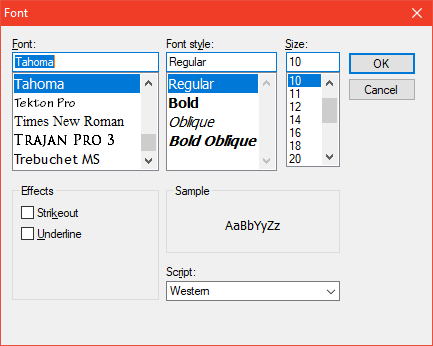 Font
Font:
Font style:
Size:
Tahoma
Regular
10
OK
Cancel
Tahoma
Tekton Pro
Times New Roman
TRAJAN PRO 3
Trebuchet MS
Regular
Bold
Oblique
Bold Oblique
10
11
12
14
16
18
20
Effects
Strikeout
Underline
Sample
AaBbYyZz
Script:
Western